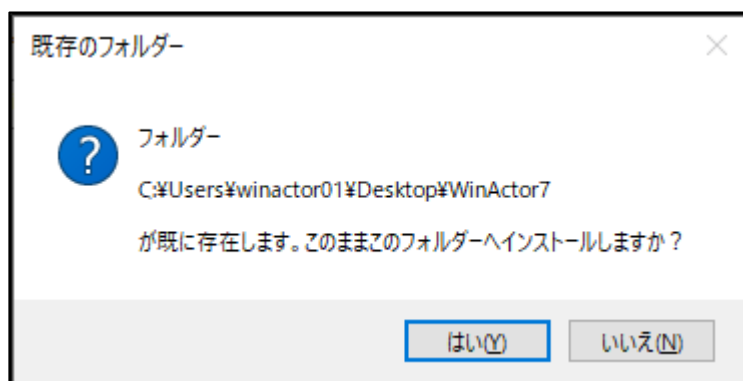 既存のフォルダー
フォルダー
C:¥Users¥winactor01¥Desktop¥WinActor7
が既に存在します。このままこのフォルダーへインストールしますか？
はい(Y)
いいえ(N)